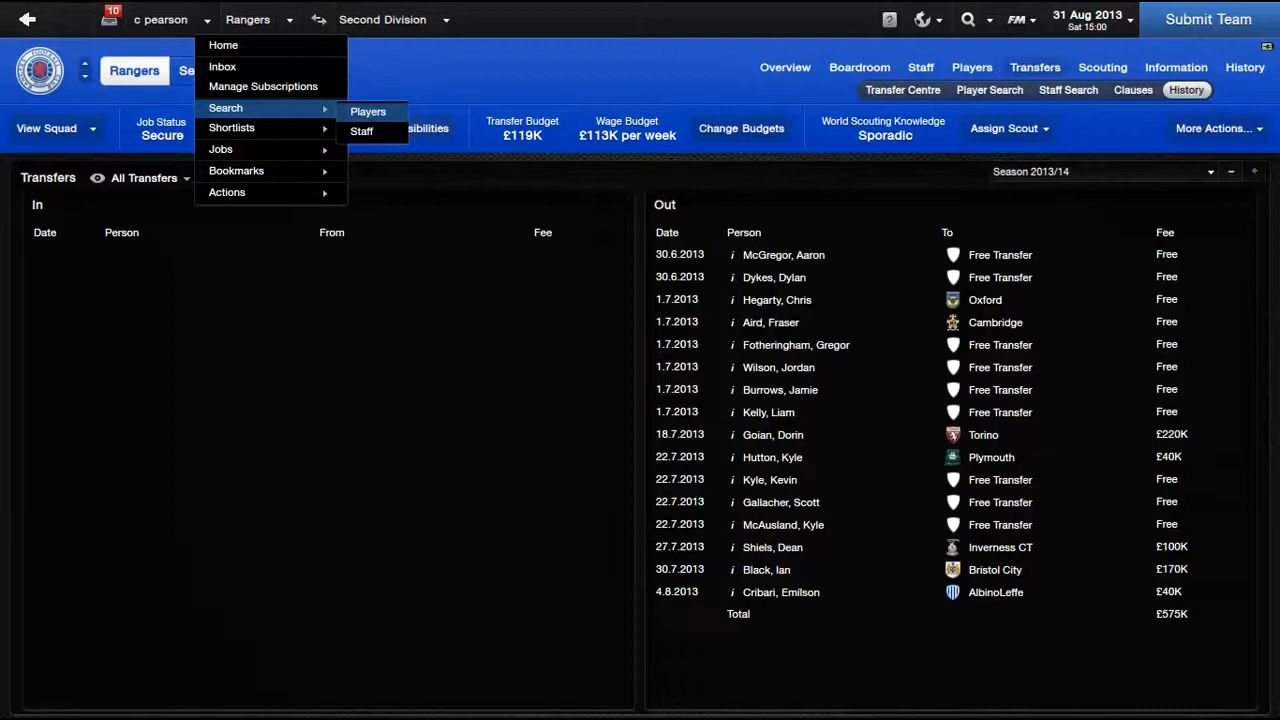 10
c pearson
Rangers
Second Division
?
FM
31 Aug 2013
Sat 15:00
Submit Team
Home
Inbox
Manage Subscriptions
Search
Shortlists
Jobs
Bookmarks
Actions
Players
Staff
Rangers
Se
Overview
Boardroom
Staff
Players
Transfers
Scouting
Information
History
Transfer Centre
Player Search
Staff Search
Clauses
History
View Squad
Job Status
Secure
sibilities
Transfer Budget
£119K
Wage Budget
£113K per week
Change Budgets
World Scouting Knowledge
Sporadic
Assign Scout
More Actions...
Transfers
All Transfers
Season 2013/14
In
Date Person From Fee
Out
Date Person To Fee
30.6.2013 i McGregor, Aaron Free Transfer Free
30.6.2013 i Dykes, Dylan Free Transfer Free
1.7.2013 i Hegarty, Chris Oxford Free
1.7.2013 i Aird, Fraser Cambridge Free
1.7.2013 i Fotheringham, Gregor Free Transfer Free
1.7.2013 i Wilson, Jordan Free Transfer Free
1.7.2013 i Burrows, Jamie Free Transfer Free
1.7.2013 i Kelly, Liam Free Transfer Free
18.7.2013 i Goian, Dorin Torino £220K
22.7.2013 i Hutton, Kyle Plymouth £40K
22.7.2013 i Kyle, Kevin Free Transfer Free
22.7.2013 i Gallacher, Scott Free Transfer Free
22.7.2013 i McAusland, Kyle Free Transfer Free
27.7.2013 i Shiels, Dean Inverness CT £100K
30.7.2013 i Black, Ian Bristol City £170K
4.8.2013 i Cribari, Emílson AlbinoLeffe £40K
Total £575K